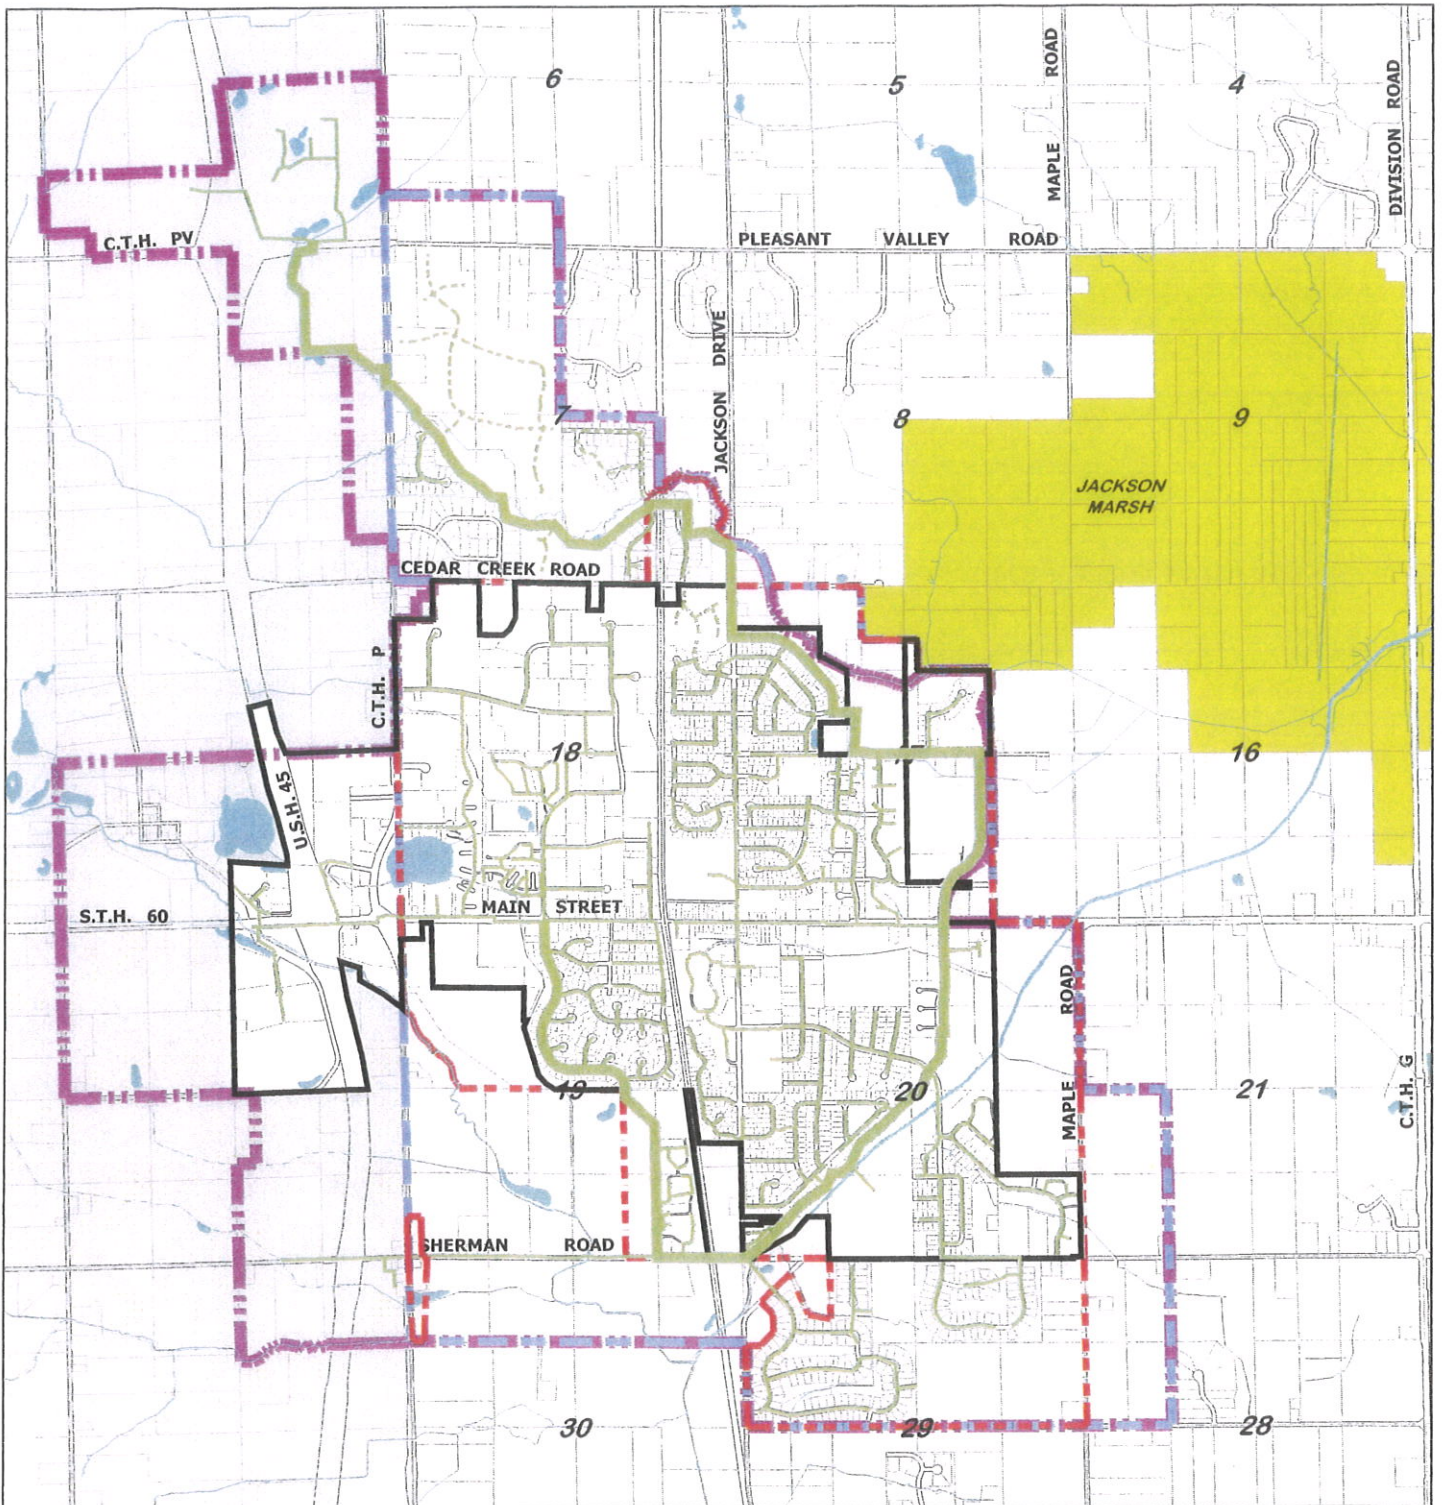 6
5
4
MAPLE ROAD
DIVISION ROAD
C.T.H. PV
PLEASANT VALLEY ROAD
JACKSON DRIVE
7
8
9
JACKSON
MARSH
CEDAR CREEK ROAD
C.T.H. P
18
16
U.S.H. 45
S.T.H. 60
MAIN STREET
MAPLE ROAD
19
20
21
C.T.H. G
SHERMAN ROAD
30
29
28